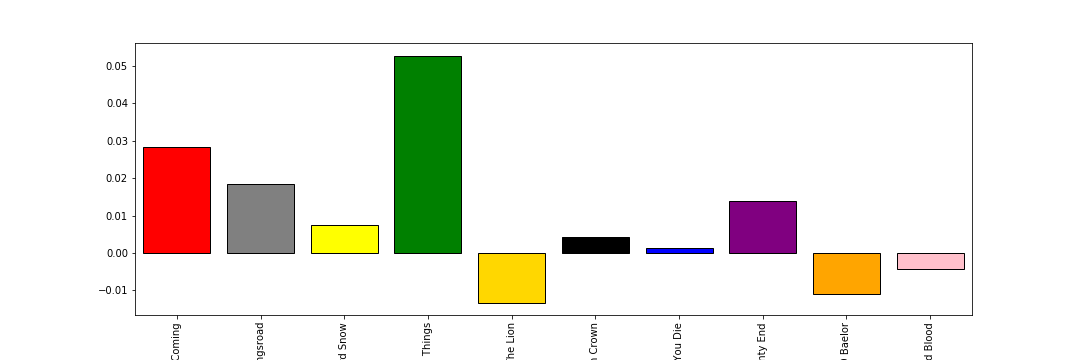 0.05
0.04
0.03
0.02
0.01
0.00
−0.01
Coming
ngsroad
d Snow
Things
he Lion
n Crown
You Die
nty End
Baelor
d Blood